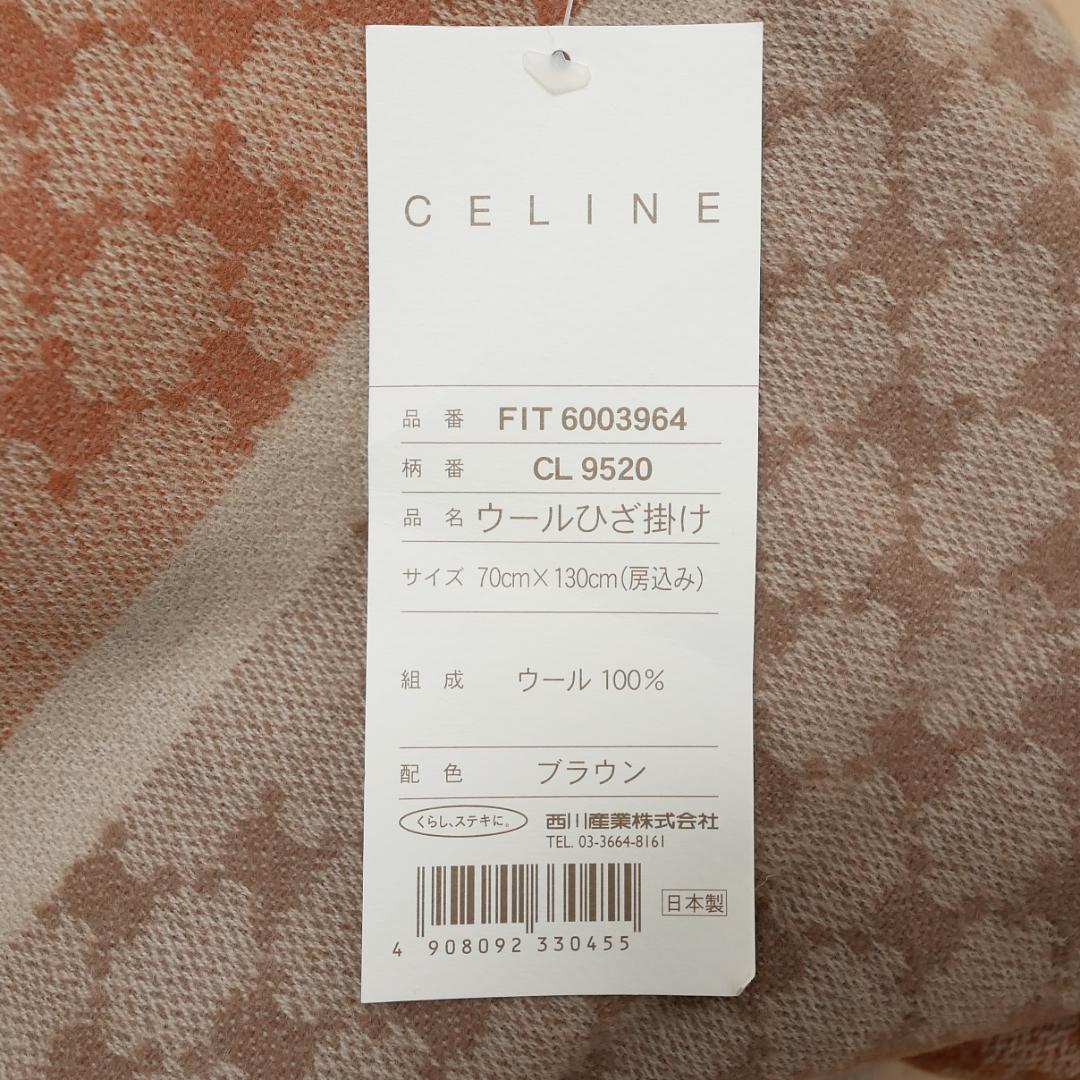 CELINE
品番 FIT 6003964
柄番 CL 9520
品名 ウールひざ掛け
サイズ 70cm×130cm(房込み)
組成 ウール 100%
配色 ブラウン
くらし、ステキに。 西川産業株式会社
TEL. 03-3664-8161
日本製
4 908092 330455